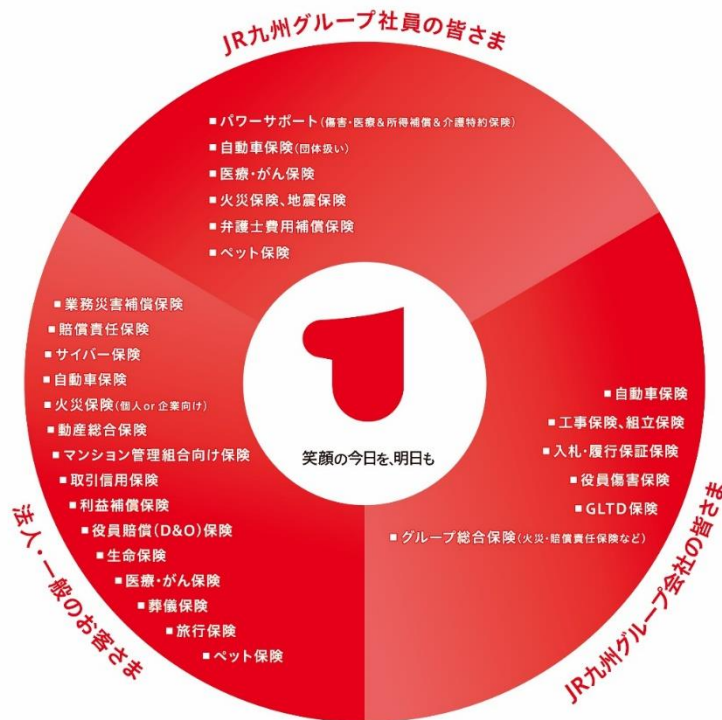 JR九州グループ社員の皆さま
■パワーサポート(傷害・医療&所得補償&介護特約保険)
■自動車保険(団体扱い)
■医療・がん保険
■火災保険、地震保険
■弁護士費用補償保険
■ペット保険
■業務災害補償保険
■賠償責任保険
■サイバー保険
■自動車保険
■火災保険(個人or企業向け)
■動産総合保険
■マンション管理組合向け保険
■取引信用保険
■利益補償保険
■役員賠償(D&O)保険
■生命保険
■医療・がん保険
■葬儀保険
■旅行保険
■ペット保険
法人・一般のお客さま
笑顔の今日を、明日も
■自動車保険
■工事保険、組立保険
■入札・履行保証保険
■役員傷害保険
■GLTD保険
■グループ総合保険(火災・賠償責任保険など)
JR九州グループ会社の皆さま